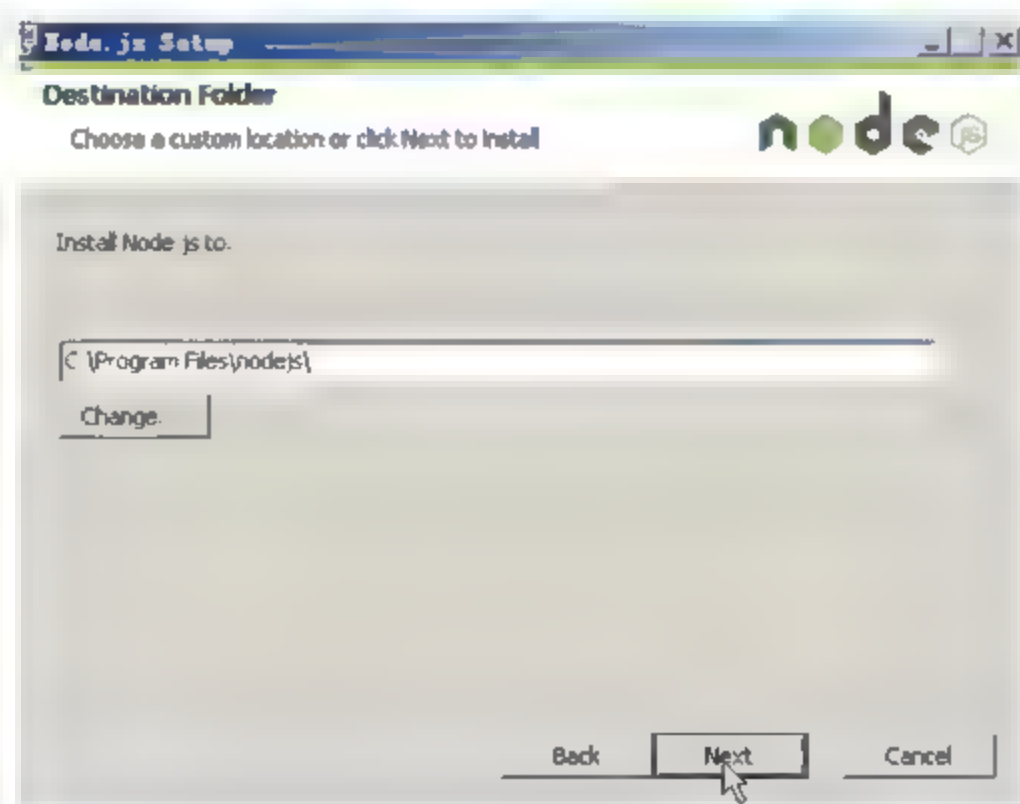 Node.js Setup
Destination Folder
Choose a custom location or click Next to install
node JS
Install Node js to.
C \Program Files\nodejs\
Change.
Back Next Cancel